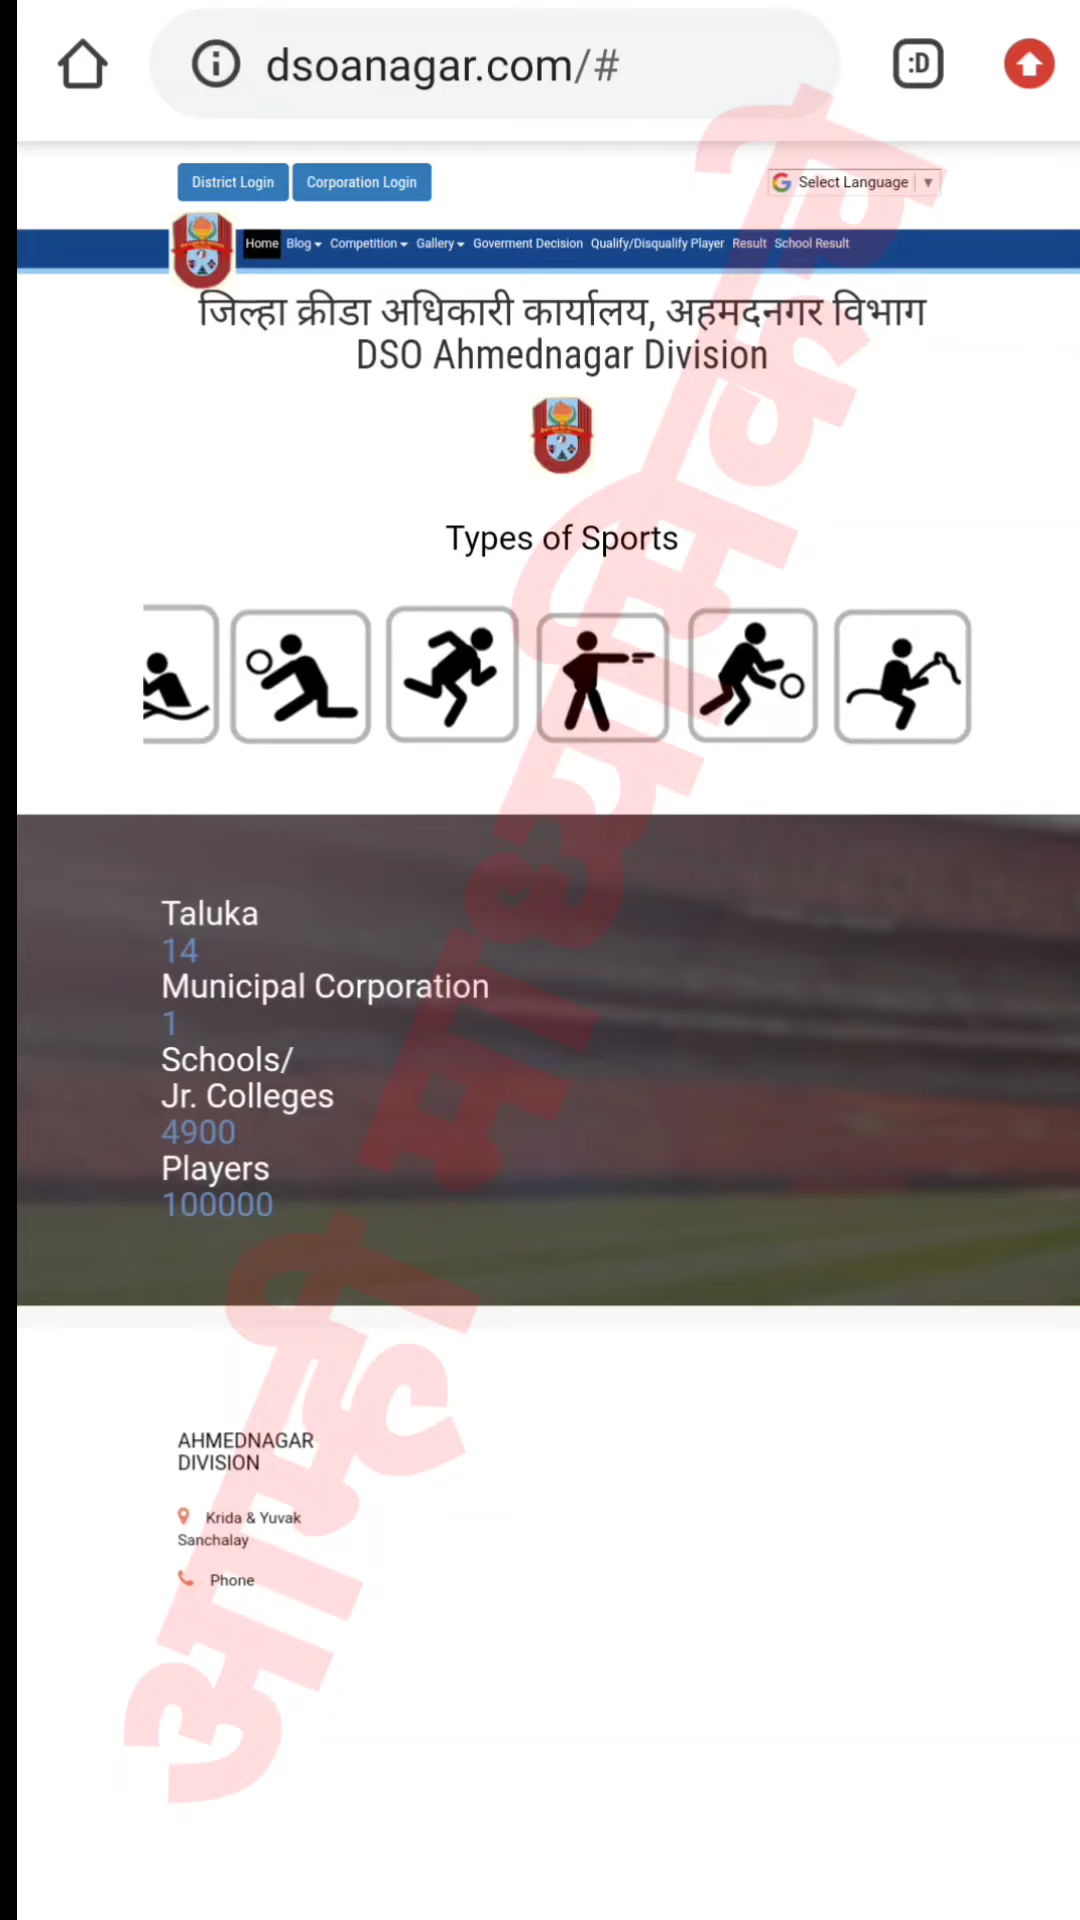 dsoanagar.com/#
:D
District Login
Corporation Login
Select Language
Home Blog Competition Gallery Goverment Decision Qualify/Disqualify Player Result School Result
जिल्हा क्रीडा अधिकारी कार्यालय, अहमदनगर विभाग
DSO Ahmednagar Division
Types of Sports
Taluka
14
Municipal Corporation
1
Schools/
Jr. Colleges
4900
Players
100000
AHMEDNAGAR
DIVISION
Krida & Yuvak
Sanchalay
Phone
आदर्श माध्यमिक